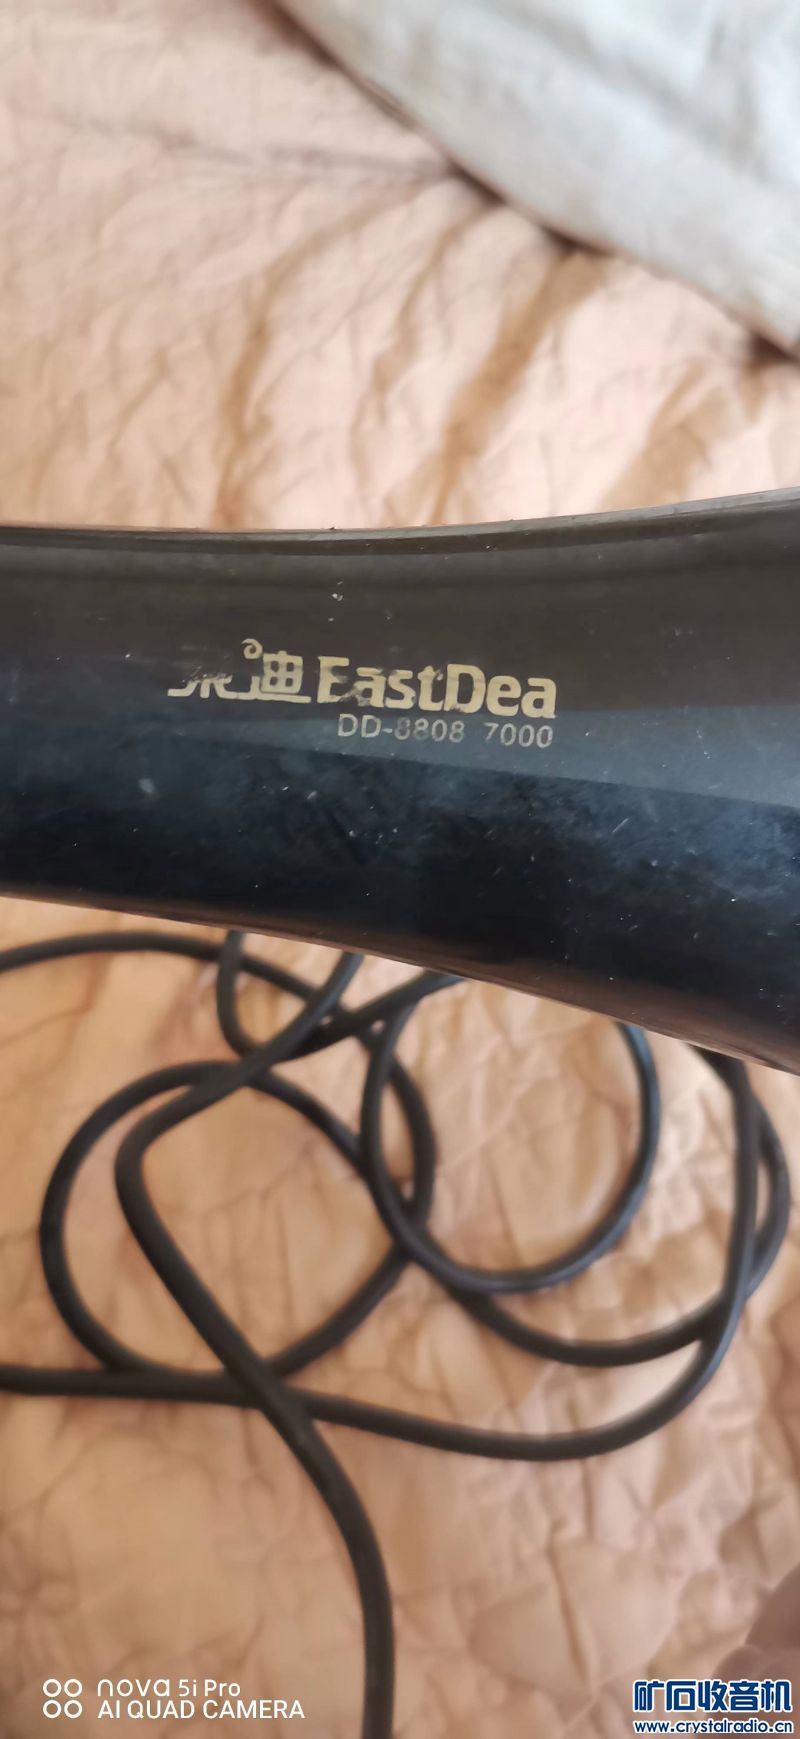 迪 EastDea
DD-8808 7000
nova 5i Pro
AI QUAD CAMERA
矿石收音机
www.crystalradio.cn